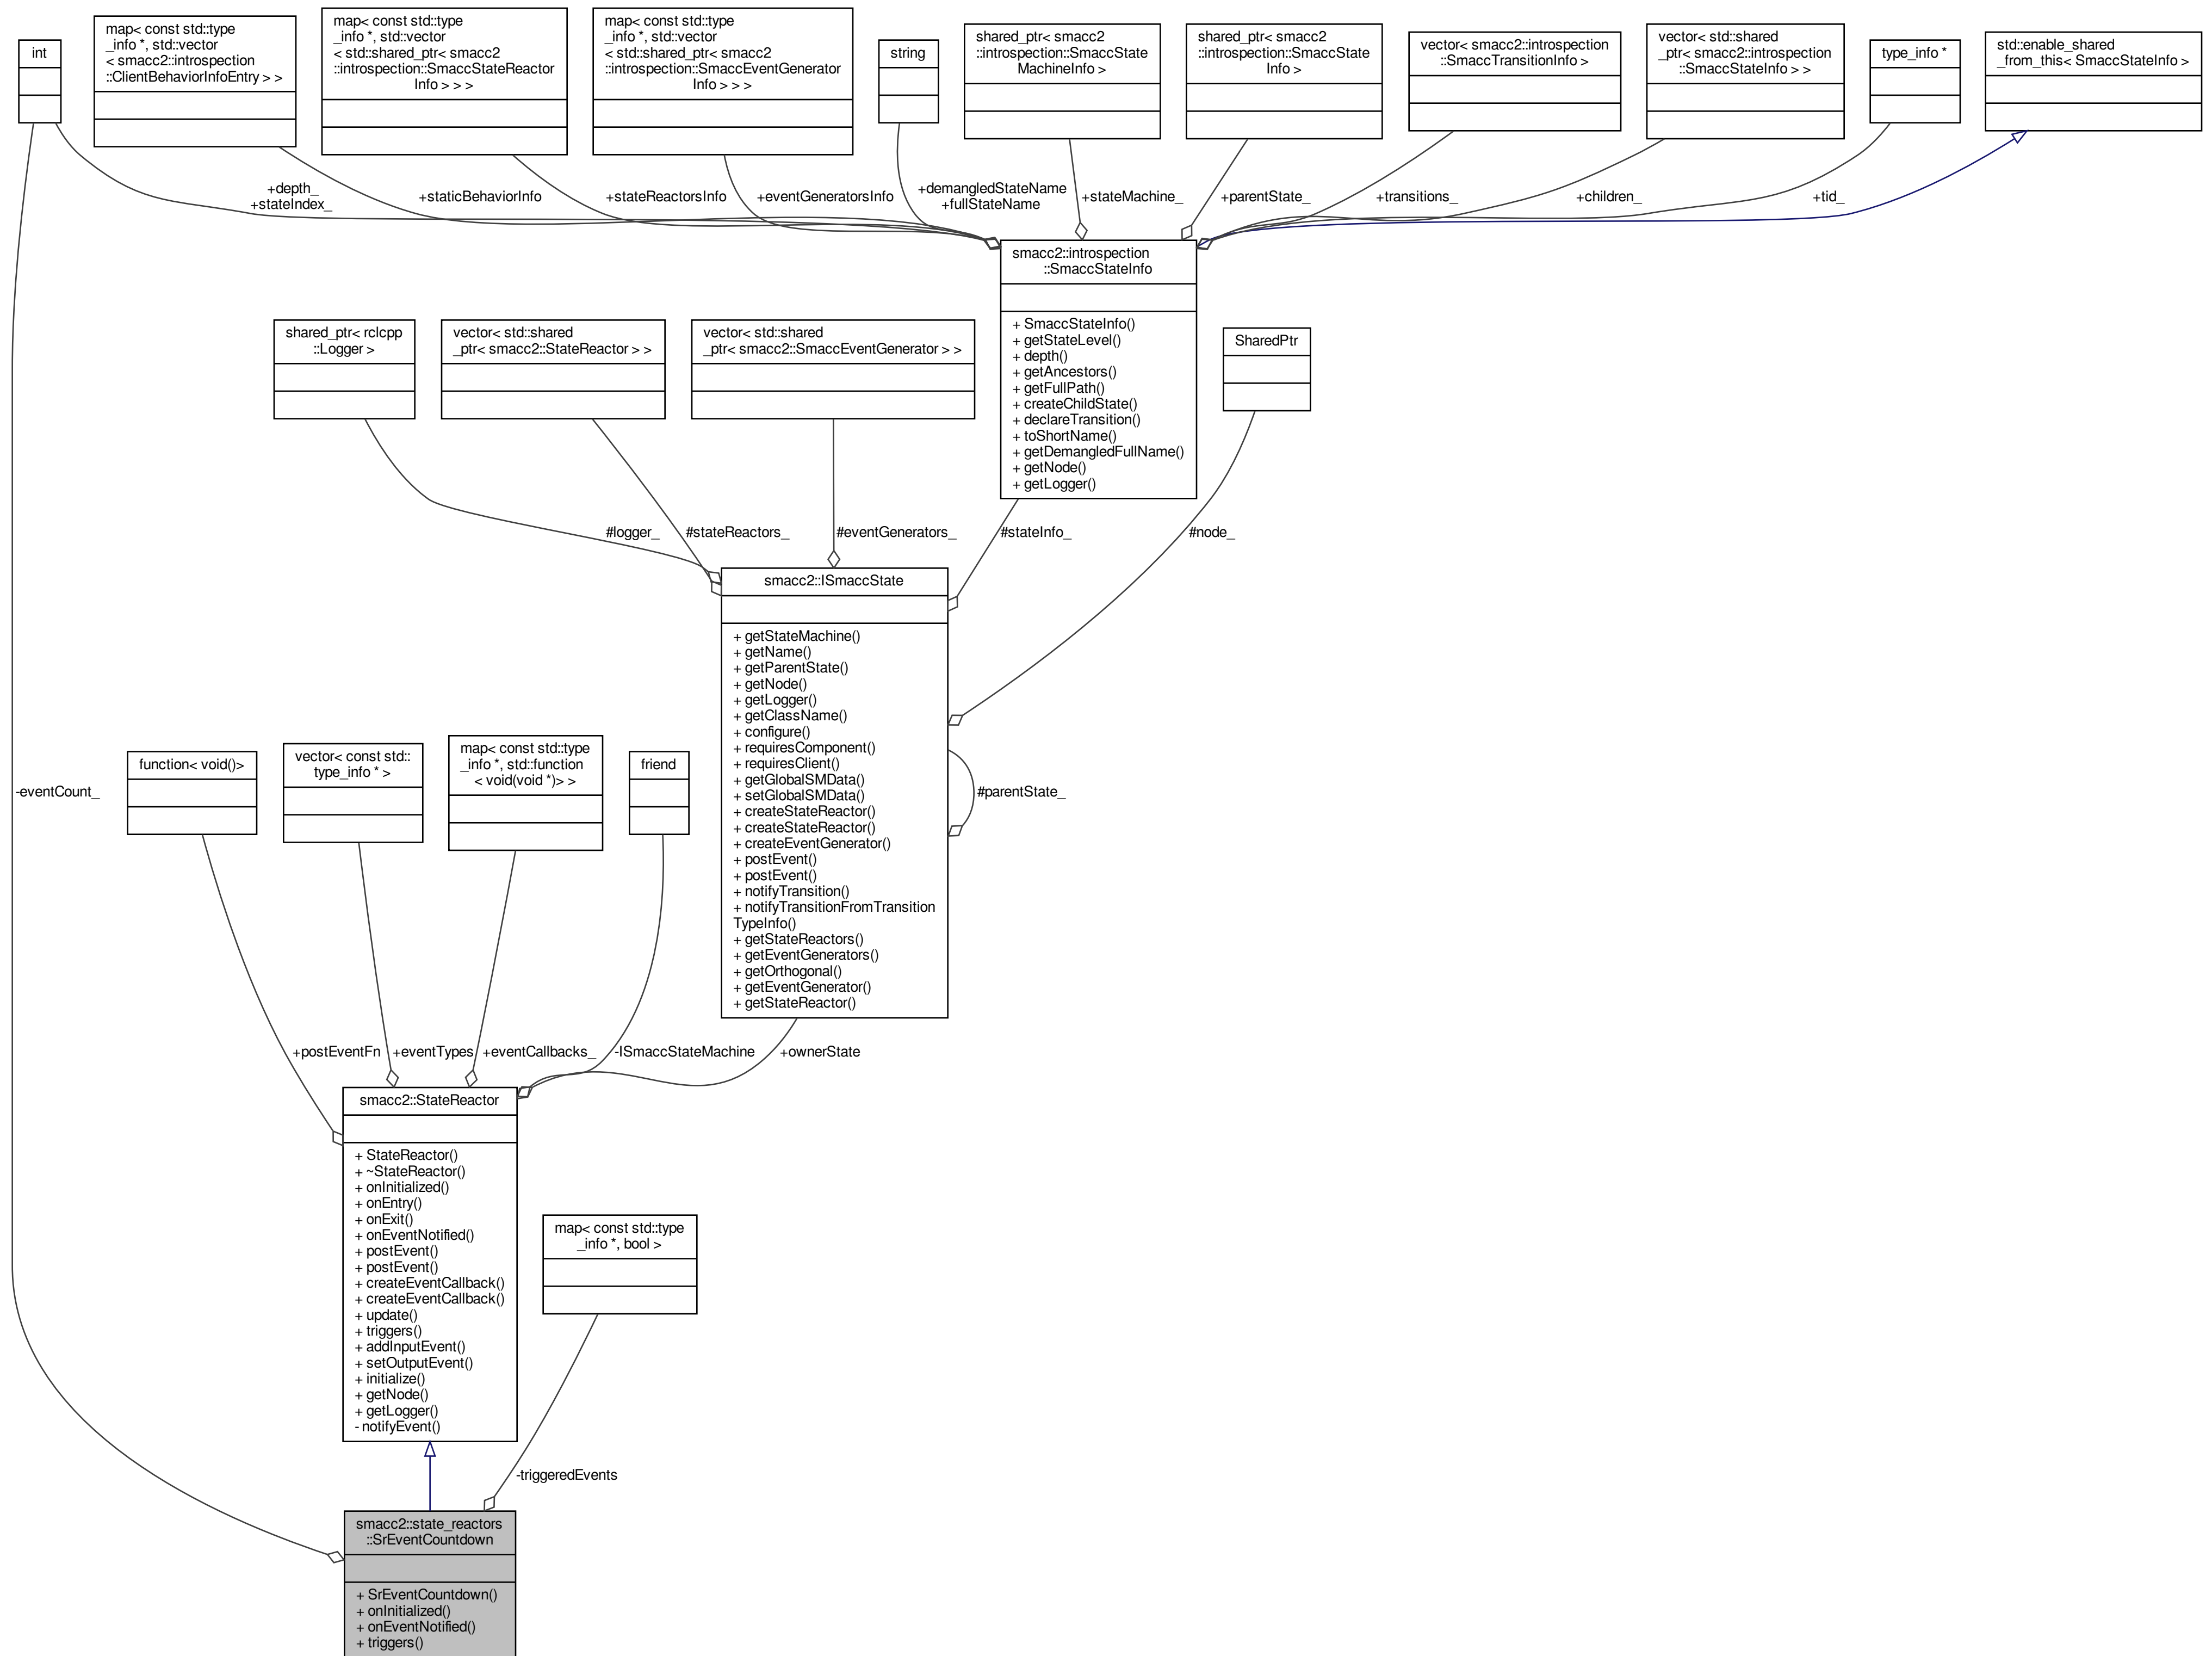 int
map< const std::type
_info *, std::vector
< smacc2::introspection
::ClientBehaviorInfoEntry > >
map< const std::type
_info *, std::vector
< std::shared_ptr< smacc2
::introspection::SmaccStateReactor
Info > > >
map< const std::type
_info *, std::vector
< std::shared_ptr< smacc2
::introspection::SmaccEventGenerator
Info > > >
string
shared_ptr< smacc2
::introspection::SmaccState
MachineInfo >
shared_ptr< smacc2
::introspection::SmaccState
Info >
vector< smacc2::introspection
::SmaccTransitionInfo >
vector< std::shared
_ptr< smacc2::introspection
::SmaccStateInfo > >
type_info *
std::enable_shared
_from_this< SmaccStateInfo >
+depth_
+stateIndex_
+staticBehaviorInfo
+stateReactorsInfo
+eventGeneratorsInfo
+demangledStateName
+fullStateName
+stateMachine_
+parentState_
+transitions_
+children_
+tid_
smacc2::introspection
::SmaccStateInfo
+ SmaccStateInfo()
+ getStateLevel()
+ depth()
+ getAncestors()
+ getFullPath()
+ createChildState()
+ declareTransition()
+ toShortName()
+ getDemangledFullName()
+ getNode()
+ getLogger()
shared_ptr< rclcpp
::Logger >
vector< std::shared
_ptr< smacc2::StateReactor > >
vector< std::shared
_ptr< smacc2::SmaccEventGenerator > >
SharedPtr
#logger_
#stateReactors_
#eventGenerators_
#stateInfo_
#node_
smacc2::ISmaccState
+ getStateMachine()
+ getName()
+ getParentState()
+ getNode()
+ getLogger()
+ getClassName()
+ configure()
+ requiresComponent()
+ requiresClient()
+ getGlobalSMData()
+ setGlobalSMData()
+ createStateReactor()
+ createStateReactor()
+ createEventGenerator()
+ postEvent()
+ postEvent()
+ notifyTransition()
+ notifyTransitionFromTransition
TypeInfo()
+ getStateReactors()
+ getEventGenerators()
+ getOrthogonal()
+ getEventGenerator()
+ getStateReactor()
#parentState_
-eventCount_
function< void()>
vector< const std::
type_info * >
map< const std::type
_info *, std::function
< void(void *)> >
friend
+postEventFn
+eventTypes
+eventCallbacks_
-ISmaccStateMachine
+ownerState
smacc2::StateReactor
+ StateReactor()
+ ~StateReactor()
+ onInitialized()
+ onEntry()
+ onExit()
+ onEventNotified()
+ postEvent()
+ postEvent()
+ createEventCallback()
+ createEventCallback()
+ update()
+ triggers()
+ addInputEvent()
+ setOutputEvent()
+ initialize()
+ getNode()
+ getLogger()
- notifyEvent()
map< const std::type
_info *, bool >
-triggeredEvents
smacc2::state_reactors
::SrEventCountdown
+ SrEventCountdown()
+ onInitialized()
+ onEventNotified()
+ triggers()